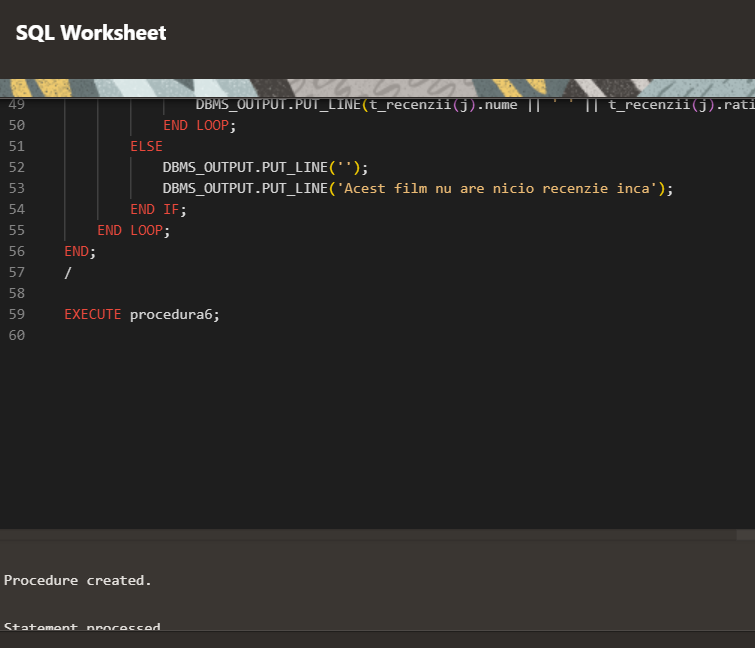 SQL Worksheet
49 DBMS_OUTPUT.PUT_LINE(t_recenzii(j).nume || ' ' || t_recenzii(j).rati
50 END LOOP;
51 ELSE
52 DBMS_OUTPUT.PUT_LINE('');
53 DBMS_OUTPUT.PUT_LINE('Acest film nu are nicio recenzie inca');
54 END IF;
55 END LOOP;
56 END;
57 /
58
59 EXECUTE procedura6;
60
Procedure created.
Statement processed